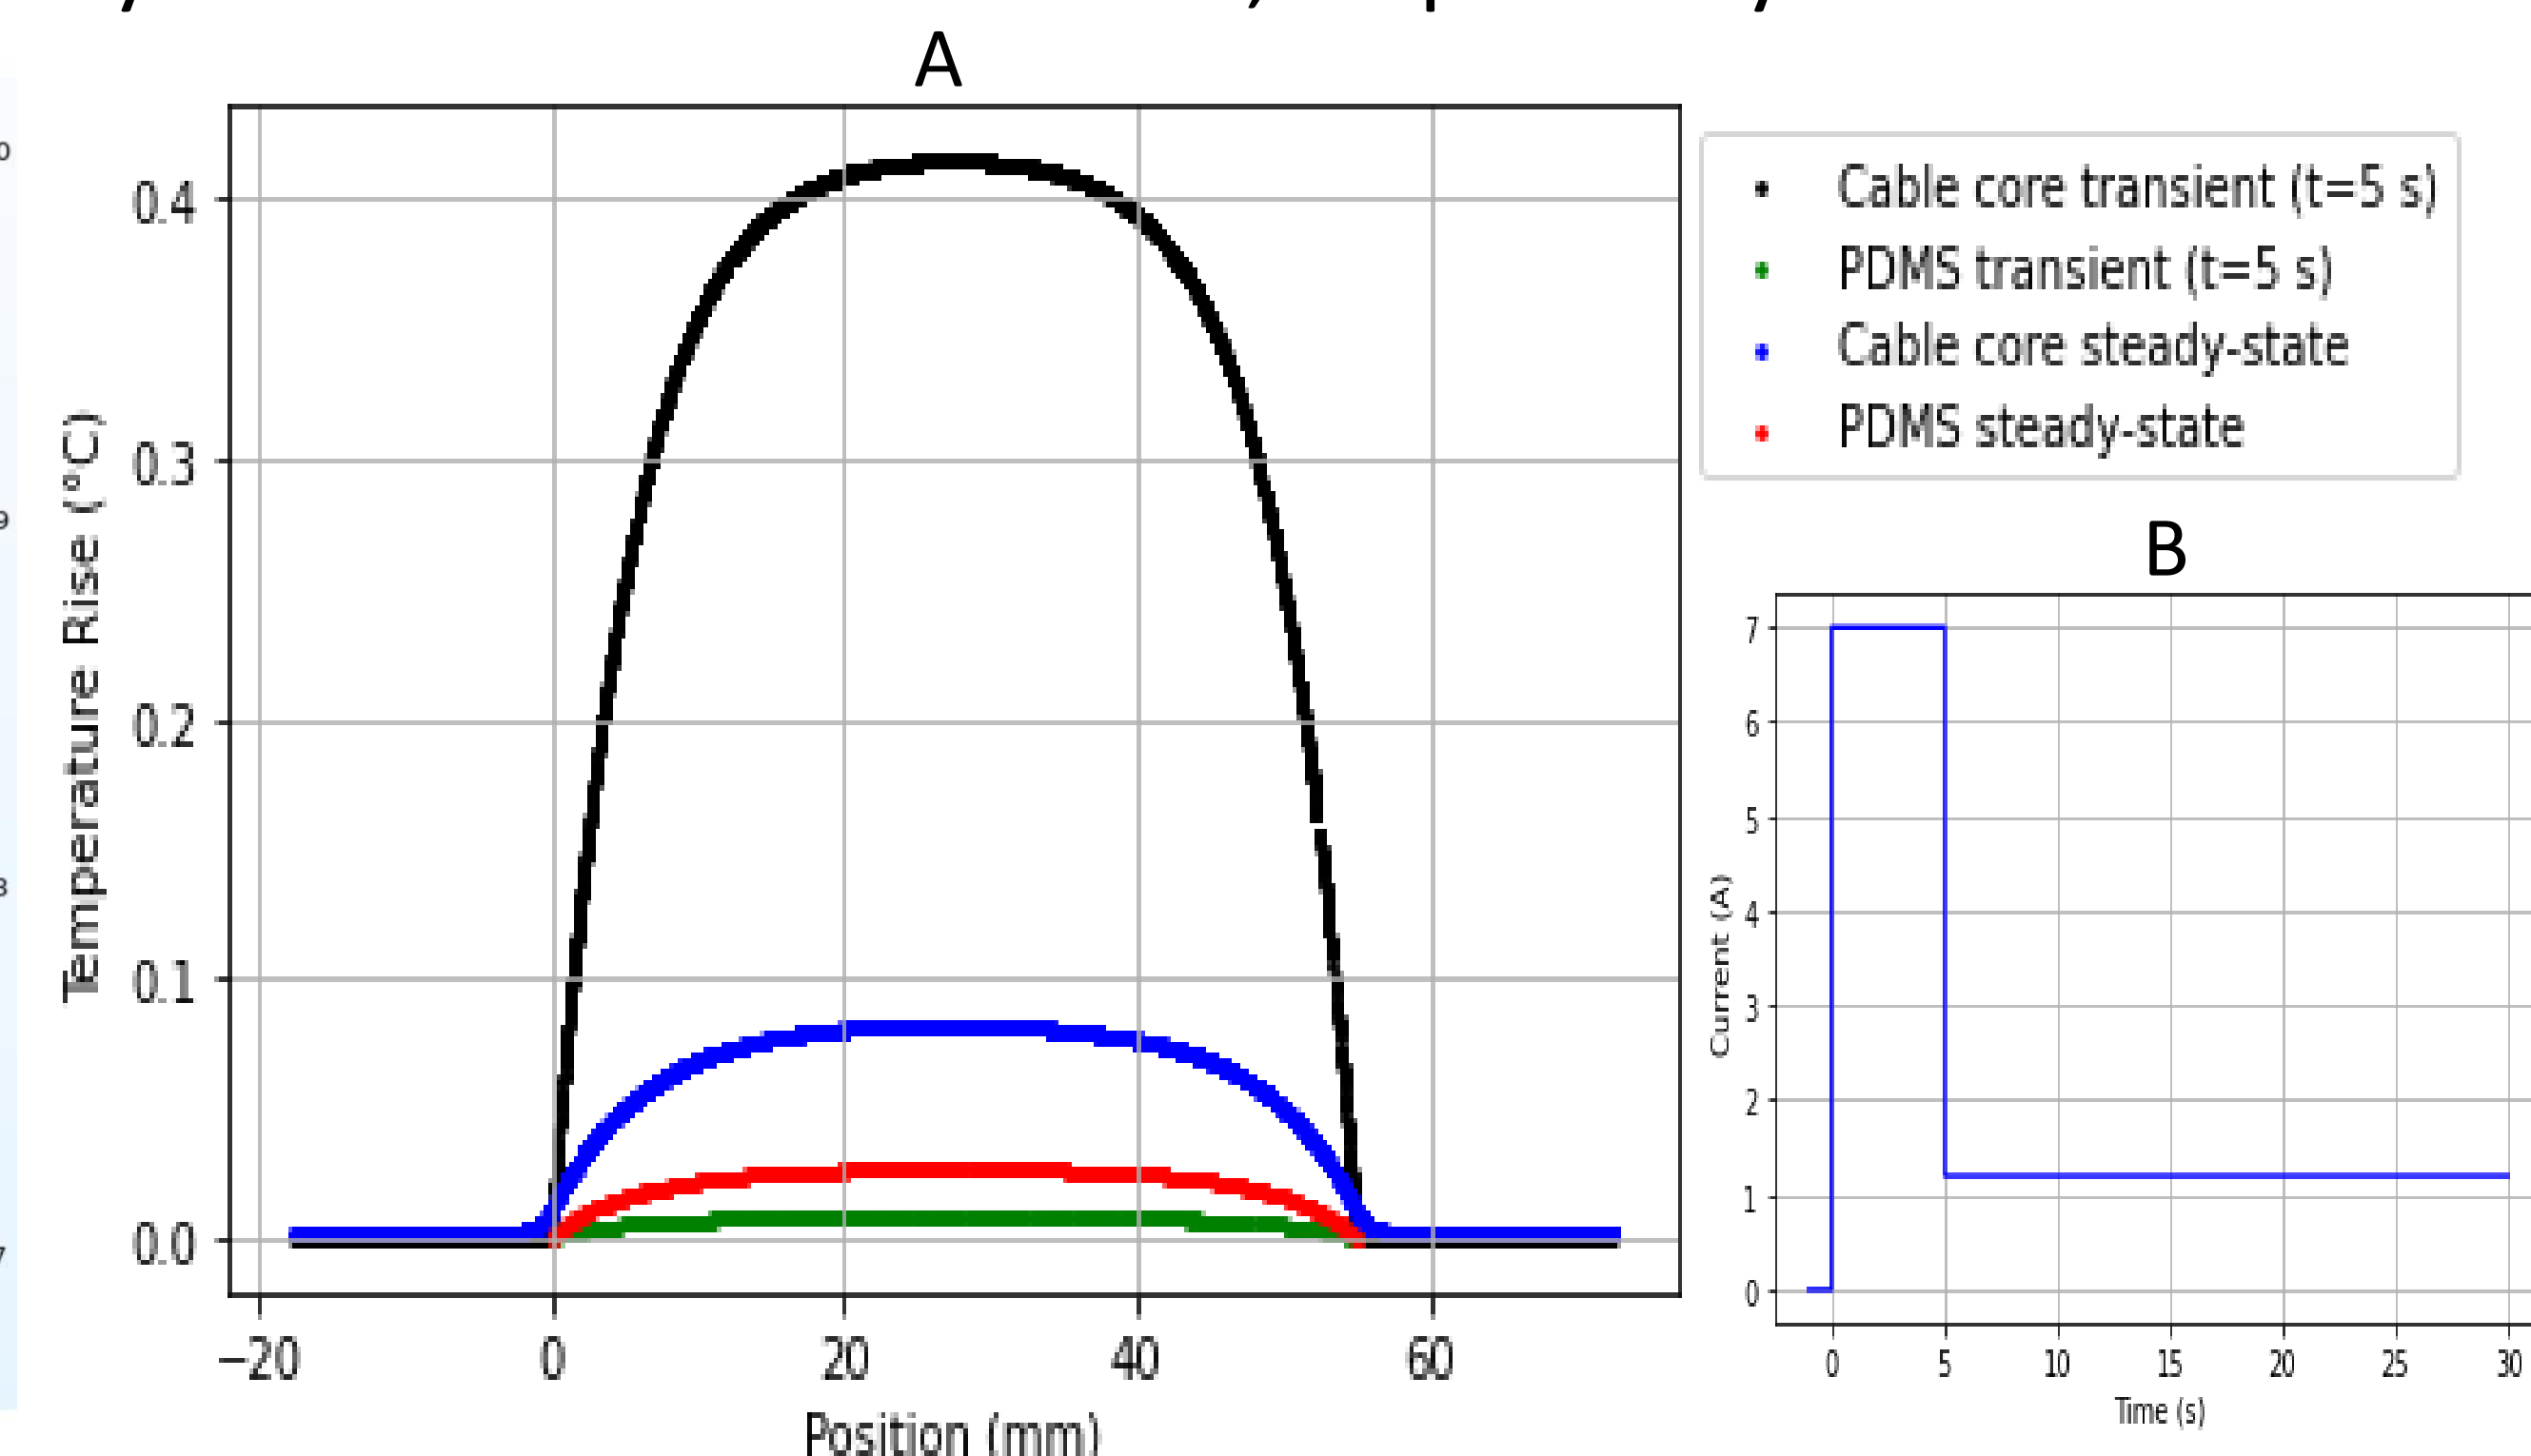 A
0.4
0.3
0.2
0.1
0.0
Temperature Rise (°C)
−20 0 20 40 60
Position (mm)
Cable core transient (t=5 s)
PDMS transient (t=5 s)
Cable core steady-state
PDMS steady-state
B
7
6
5
4
3
2
1
0
Current (A)
0 5 10 15 20 25 30
Time (s)